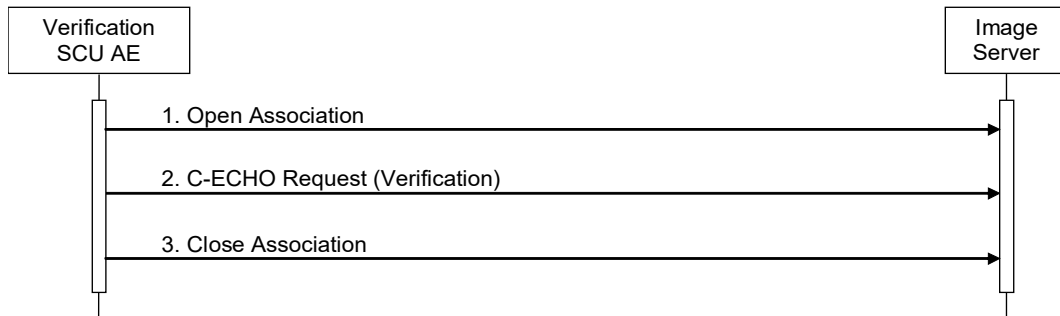 Verification
SCU AE
Image
Server
1. Open Association
2. C-ECHO Request (Verification)
3. Close Association